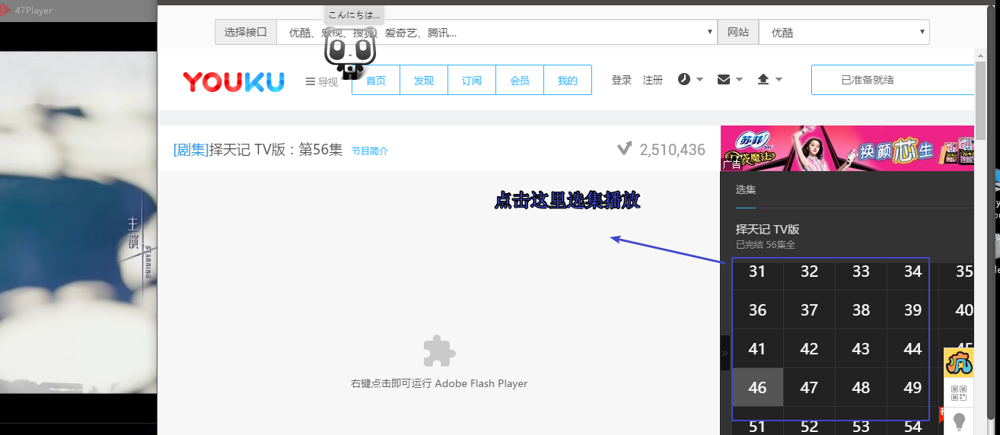 47Player
こんにちは...
选择接口 优酷、乐视、搜狐、爱奇艺、腾讯... 网站 优酷
YOUKU 导视 首页 发现 订阅 会员 我的 登录 注册 已准备就绪
[剧集]择天记 TV版：第56集 节目简介 2,510,436
苏菲
口袋魔法
换颜芯生
广告
点击这里选集播放
选集
择天记 TV版
已完结 56集全
主演
STARRING
31 32 33 34 35
36 37 38 39 40
41 42 43 44 45
46 47 48 49
51 52 53 54
右键点击即可运行 Adobe Flash Player